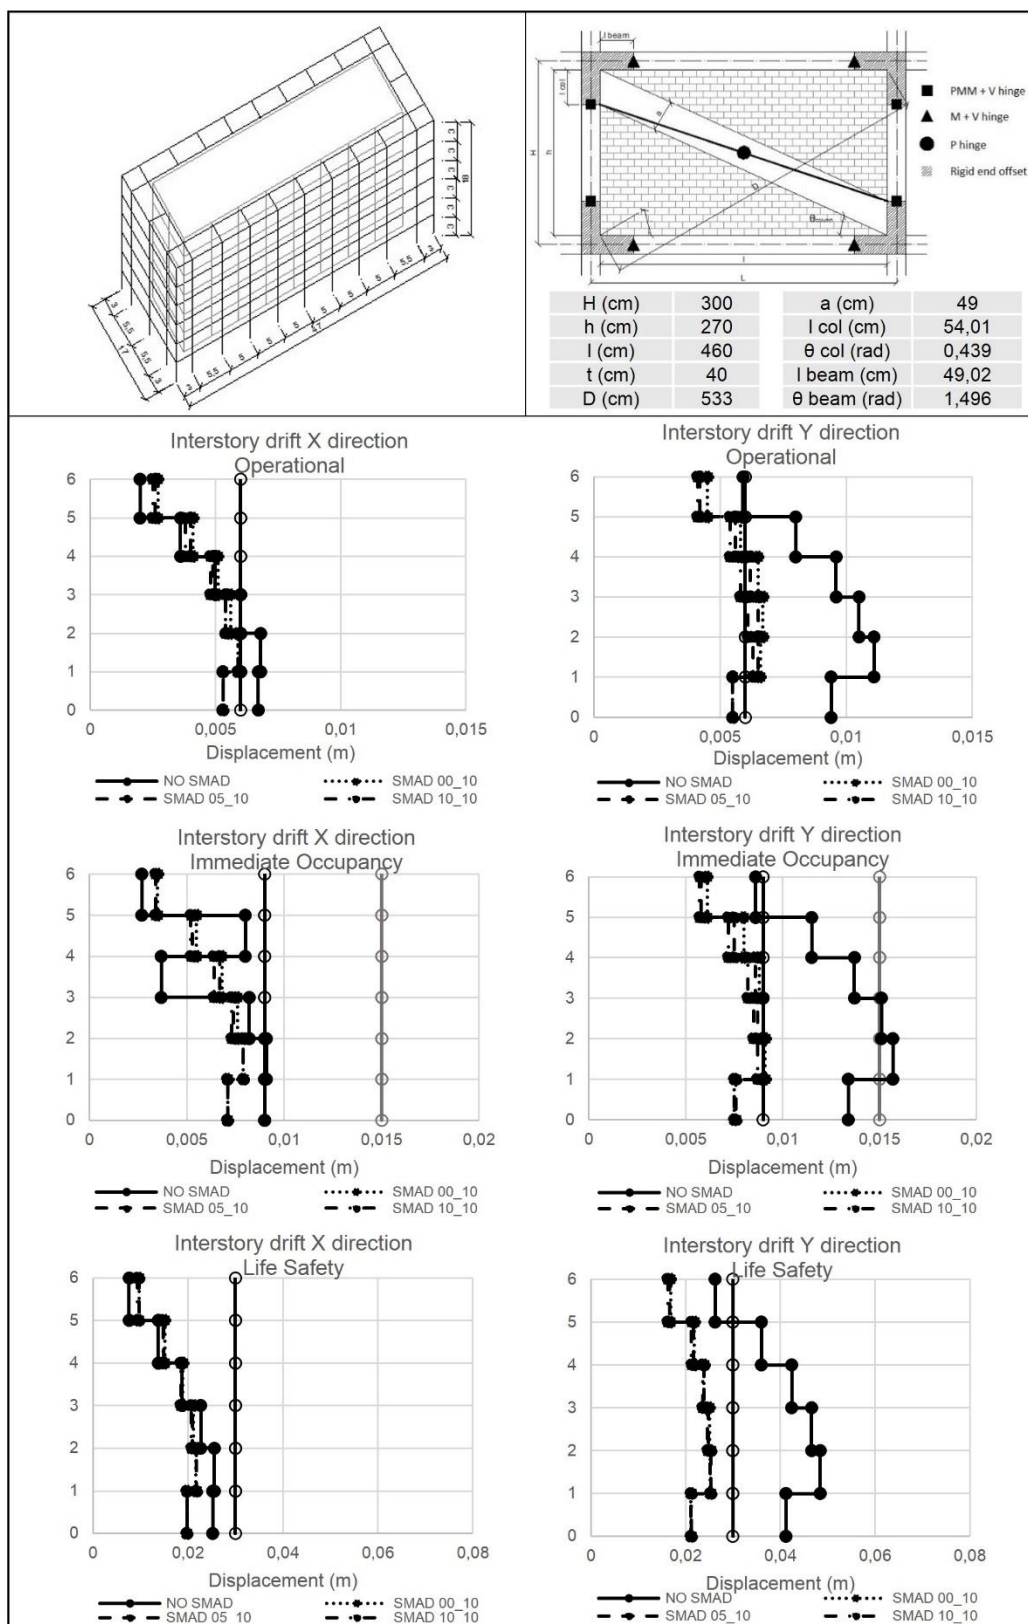 3
3
3
3
3
3
18
3
5,5
5,5
3
17
3
5,5
5
5
5
5
5
5,5
5,5
3
47
l beam
l col
H
h
a
D
l
L
PMM + V hinge
M + V hinge
P hinge
Rigid end offset
H (cm) 300 a (cm) 49
h (cm) 270 l col (cm) 54,01
l (cm) 460 θ col (rad) 0,439
t (cm) 40 l beam (cm) 49,02
D (cm) 533 θ beam (rad) 1,496
Interstory drift X direction
Operational
6
5
4
3
2
1
0
0 0,005 0,01 0,015
Displacement (m)
NO SMAD SMAD 00_10
SMAD 05_10 SMAD 10_10
Interstory drift Y direction
Operational
6
5
4
3
2
1
0
0 0,005 0,01 0,015
Displacement (m)
NO SMAD SMAD 00_10
SMAD 05_10 SMAD 10_10
Interstory drift X direction
Immediate Occupancy
6
5
4
3
2
1
0
0 0,005 0,01 0,015 0,02
Displacement (m)
NO SMAD SMAD 00_10
SMAD 05_10 SMAD 10_10
Interstory drift Y direction
Immediate Occupancy
6
5
4
3
2
1
0
0 0,005 0,01 0,015 0,02
Displacement (m)
NO SMAD SMAD 00_10
SMAD 05_10 SMAD 10_10
Interstory drift X direction
Life Safety
6
5
4
3
2
1
0
0 0,02 0,04 0,06 0,08
Displacement (m)
NO SMAD SMAD 00_10
SMAD 05_10 SMAD 10_10
Interstory drift Y direction
Life Safety
6
5
4
3
2
1
0
0 0,02 0,04 0,06 0,08
Displacement (m)
NO SMAD SMAD 00_10
SMAD 05_10 SMAD 10_10